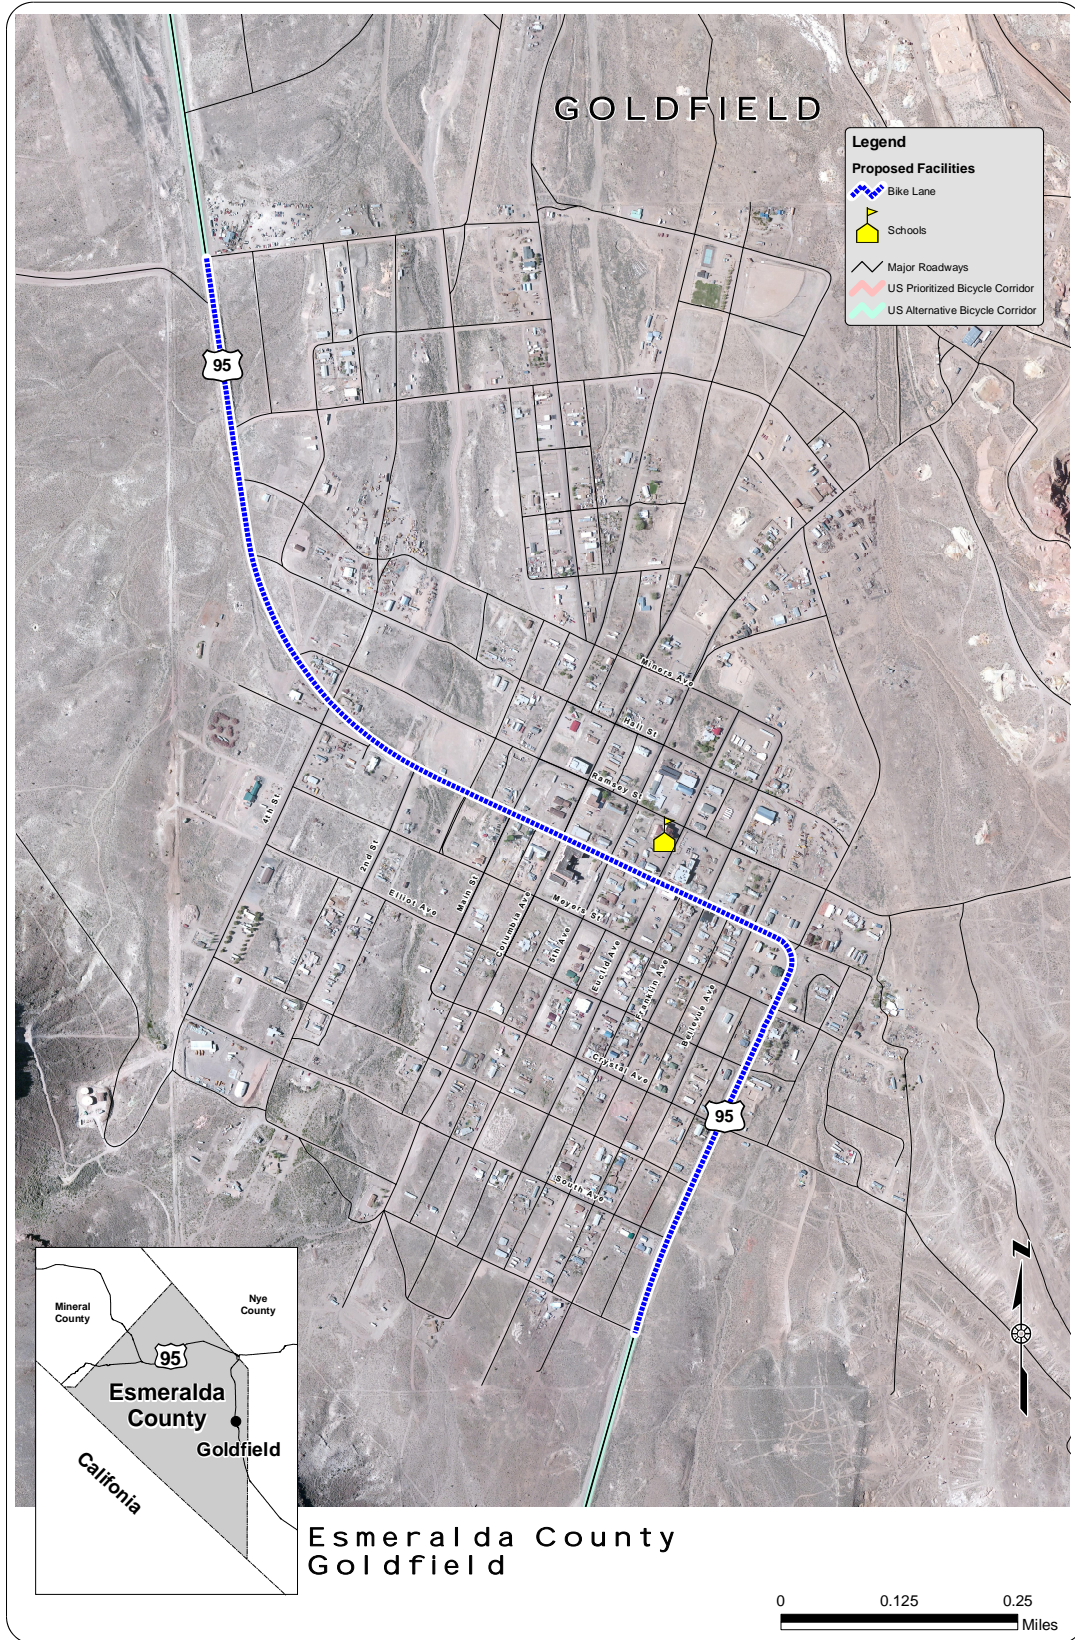 GOLDFIELD
Legend
Proposed Facilities
Bike Lane
Schools
Major Roadways
US Prioritized Bicycle Corridor
US Alternative Bicycle Corridor
95
Miners Ave
Hall St
Ramsey St
4th St
2nd St
Elliot Ave
Main St
Columbia Ave
Meyers St
5th Ave
Euclid Ave
Franklin Ave
Bellevue Ave
Crystal Ave
95
South Ave
N
Mineral
County
Nye
County
95
Esmeralda
County
Goldfield
Califonia
Esmeralda County
Goldfield
0 0.125 0.25
Miles